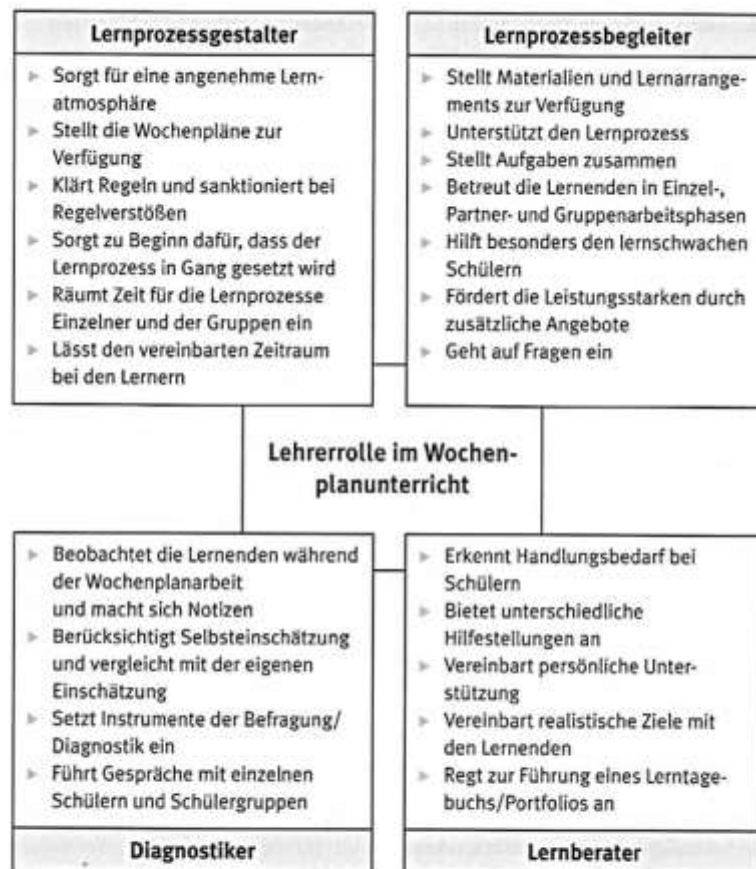 Lernprozessgestalter
▶ Sorgt für eine angenehme Lern-
atmosphäre
▶ Stellt die Wochenpläne zur
Verfügung
▶ Klärt Regeln und sanktioniert bei
Regelverstößen
▶ Sorgt zu Beginn dafür, dass der
Lernprozess in Gang gesetzt wird
▶ Räumt Zeit für die Lernprozesse
Einzelner und der Gruppen ein
▶ Lässt den vereinbarten Zeitraum
bei den Lernern
Lernprozessbegleiter
▶ Stellt Materialien und Lernarrange-
ments zur Verfügung
▶ Unterstützt den Lernprozess
▶ Stellt Aufgaben zusammen
▶ Betreut die Lernenden in Einzel-,
Partner- und Gruppenarbeitsphasen
▶ Hilft besonders den lernschwachen
Schülern
▶ Fördert die Leistungsstarken durch
zusätzliche Angebote
▶ Geht auf Fragen ein
Lehrerrolle im Wochen-
planunterricht
▶ Beobachtet die Lernenden während
der Wochenplanarbeit
und macht sich Notizen
▶ Berücksichtigt Selbsteinschätzung
und vergleicht mit der eigenen
Einschätzung
▶ Setzt Instrumente der Befragung/
Diagnostik ein
▶ Führt Gespräche mit einzelnen
Schülern und Schülergruppen
Diagnostiker
▶ Erkennt Handlungsbedarf bei
Schülern
▶ Bietet unterschiedliche
Hilfestellungen an
▶ Vereinbart persönliche Unter-
stützung
▶ Vereinbart realistische Ziele mit
den Lernenden
▶ Regt zur Führung eines Lerntage-
buchs/Portfolios an
Lernberater